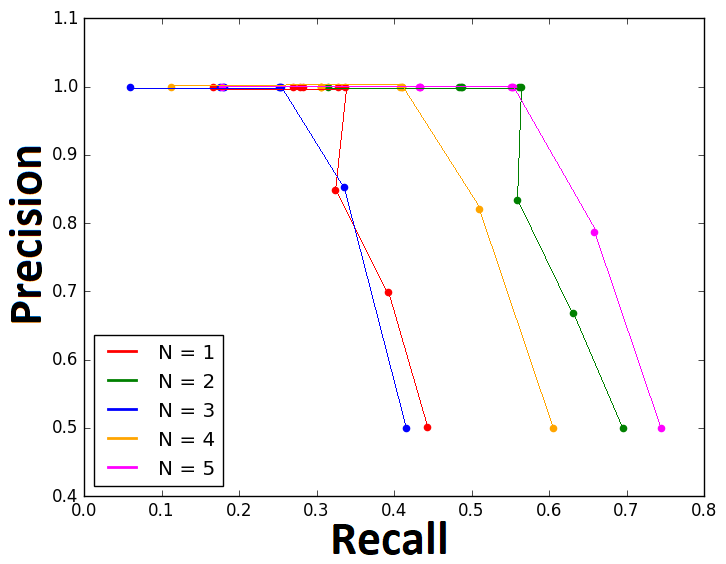 1.1
1.0
0.9
0.8
0.7
0.6
0.5
0.4
Precision
N = 1
N = 2
N = 3
N = 4
N = 5
0.0 0.1 0.2 0.3 0.4 0.5 0.6 0.7 0.8
Recall